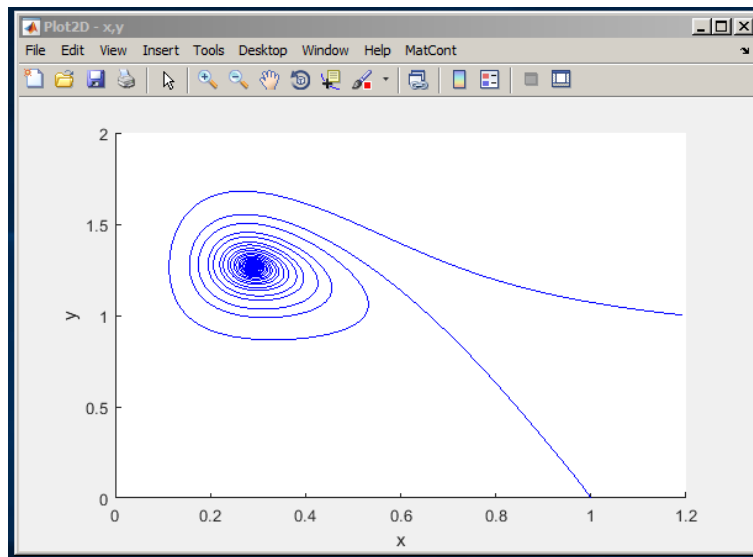 Plot2D - x,y
File Edit View Insert Tools Desktop Window Help MatCont
2
1.5
y
1
0.5
0
0 0.2 0.4 0.6 0.8 1 1.2
x